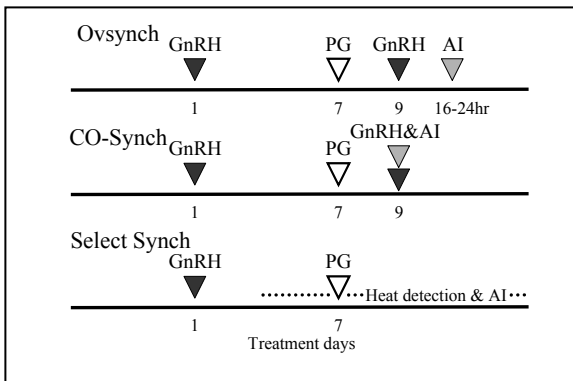 Ovsynch
GnRH PG GnRH AI
1 7 9 16-24hr
CO-Synch
GnRH PG GnRH&AI
1 7 9
Select Synch
GnRH PG
Heat detection & AI
1 7
Treatment days